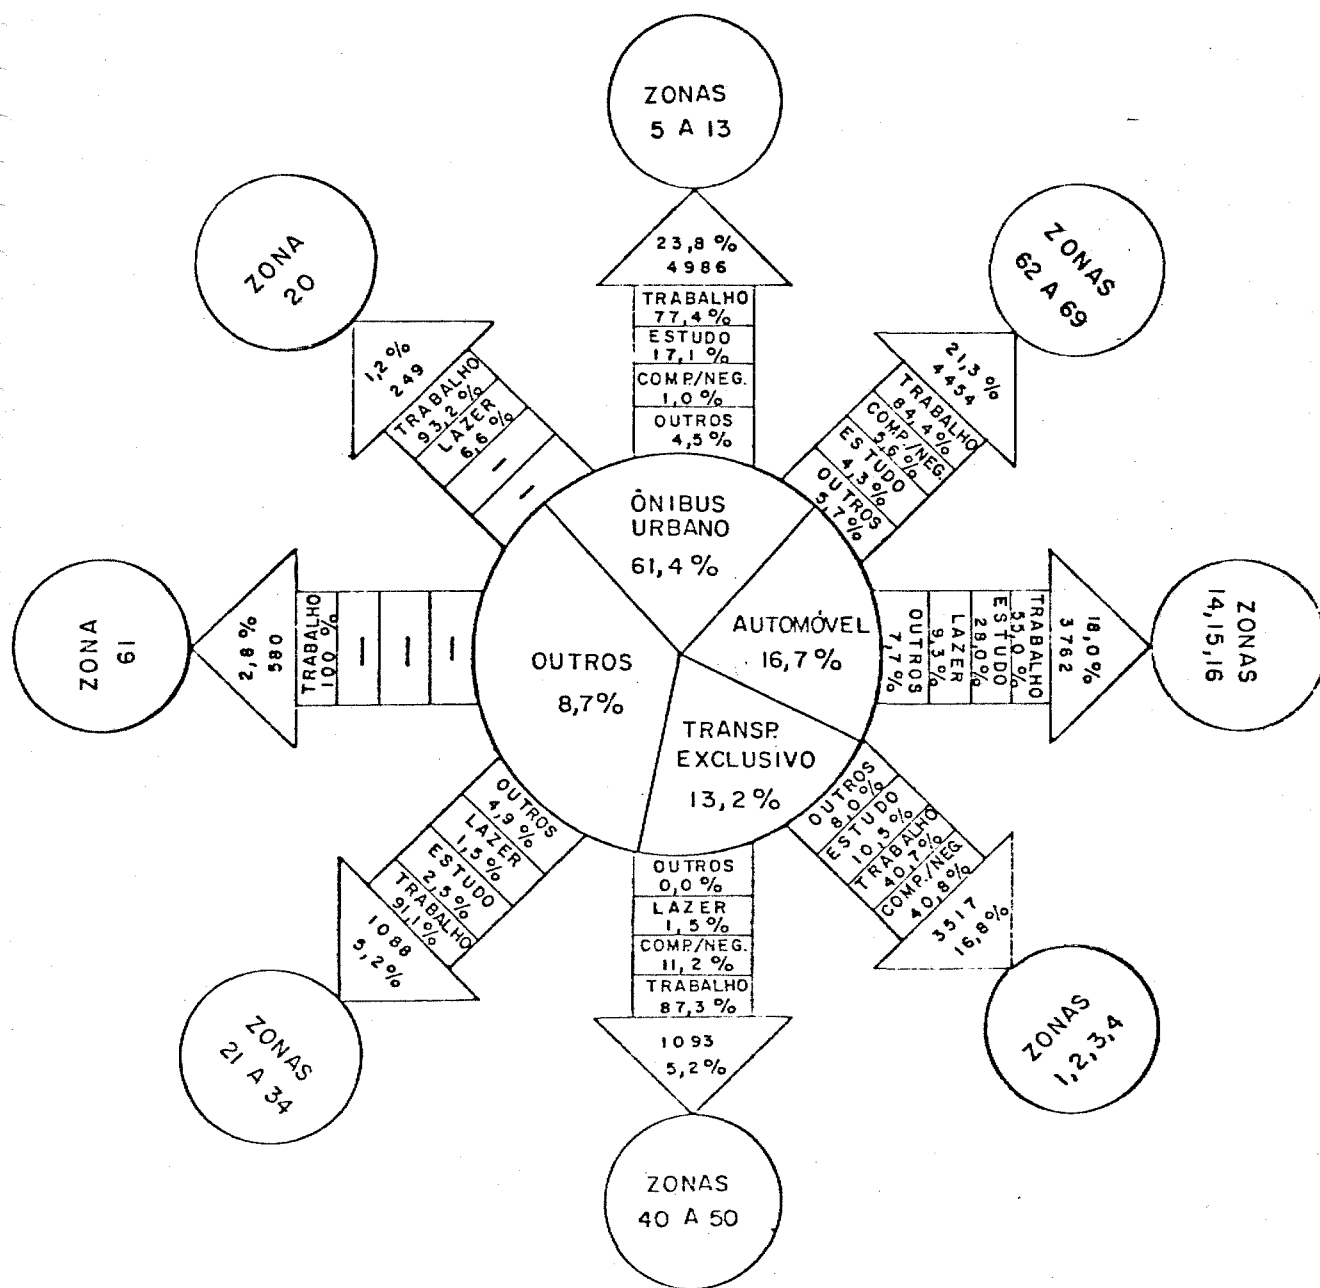 ZONAS
5 A 13
23,8 %
4986
TRABALHO
77,4 %
ESTUDO
17,1 %
COMP./NEG.
1,0 %
OUTROS
4,5 %
ZONAS
62 A 69
21,3 %
4454
TRABALHO
84,4 %
COMP./NEG.
5,6 %
ESTUDO
4,3 %
OUTROS
5,7 %
ZONAS
14,15,16
18,0 %
3762
TRABALHO
55,0 %
ESTUDO
28,0 %
LAZER
9,3 %
OUTROS
7,7 %
ZONAS
1,2,3,4
OUTROS
8,0 %
ESTUDO
10,5 %
TRABALHO
40,7 %
COMP./NEG.
40,8 %
3517
16,8 %
OUTROS
0,0 %
LAZER
1,5 %
COMP./NEG.
11,2 %
TRABALHO
87,3 %
1093
5,2 %
ZONAS
40 A 50
OUTROS
4,9 %
LAZER
1,5 %
ESTUDO
2,5 %
TRABALHO
91,1 %
1088
5,2 %
ZONAS
21 A 34
ZONA
61
2,8 %
580
TRABALHO
100 %
—
—
—
ZONA
20
1,2 %
249
TRABALHO
93,2 %
LAZER
6,6 %
—
—
ÔNIBUS
URBANO
61,4 %
AUTOMÓVEL
16,7 %
TRANSP.
EXCLUSIVO
13,2 %
OUTROS
8,7 %